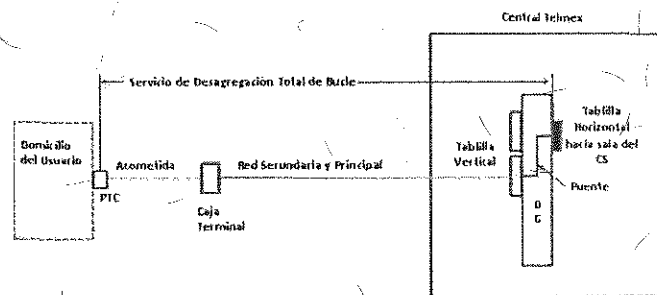 Central Telmex
Servicio de Desagregación Total de Bucle
Domicilio
del Usuario
Acometida
PTC
Caja
Terminal
Red Secundaria y Principal
Tablilla
Vertical
D
G
Tablilla
Horizontal
hacia sala del
CS
Puente